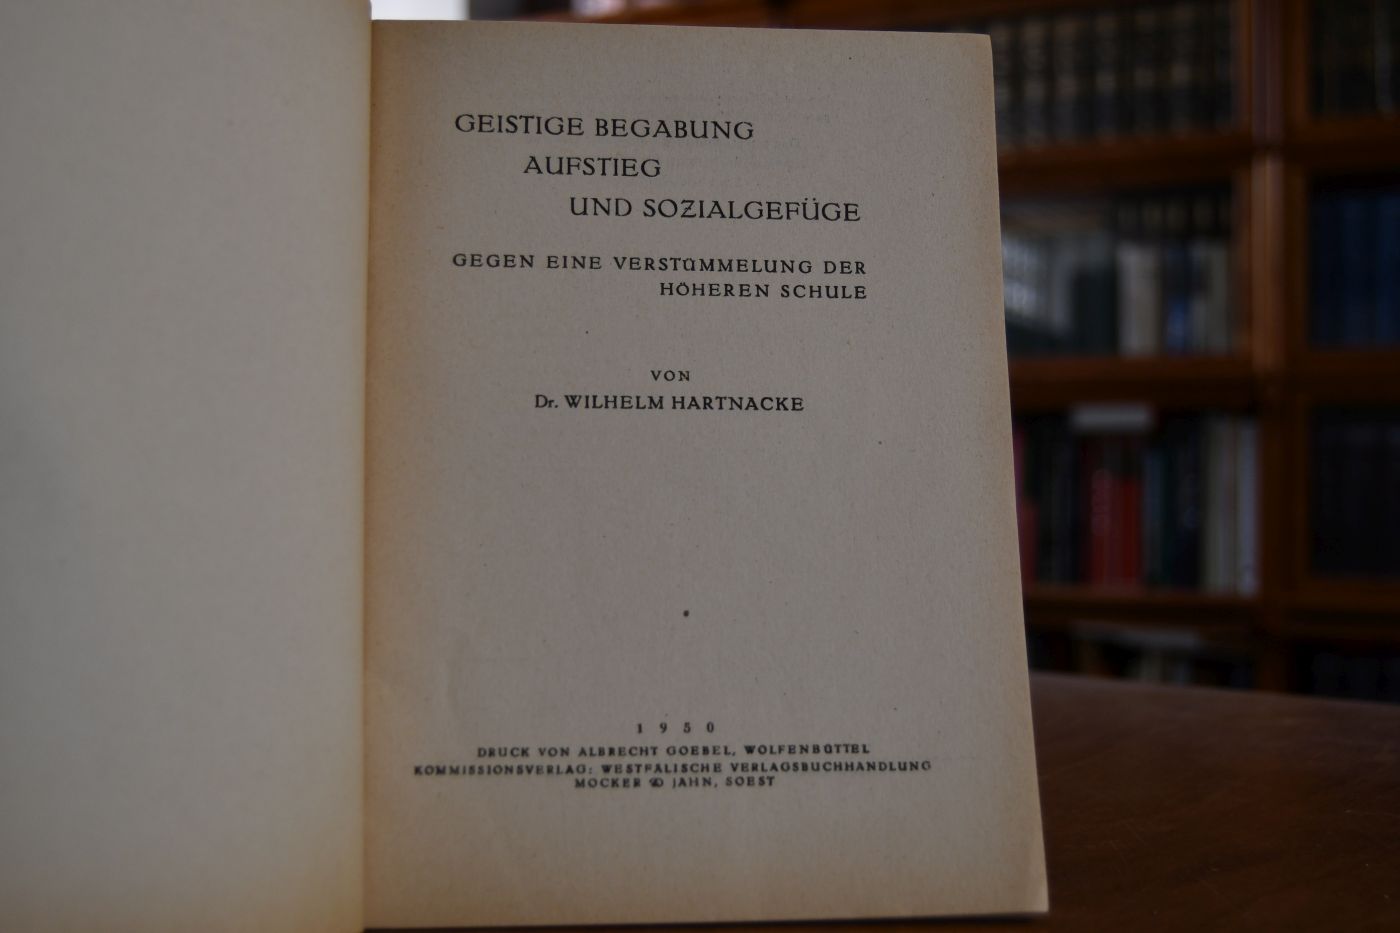 GEISTIGE BEGABUNG
AUFSTIEG
UND SOZIALGEFÜGE
GEGEN EINE VERSTÜMMELUNG DER
HÖHEREN SCHULE
VON
Dr. WILHELM HARTNACKE
1950
DRUCK VON ALBRECHT GOEBEL, WOLFENBÜTTEL
KOMMISSIONSVERLAG: WESTFÄLISCHE VERLAGSBUCHHANDLUNG
MOCKER & JAHN, SOEST